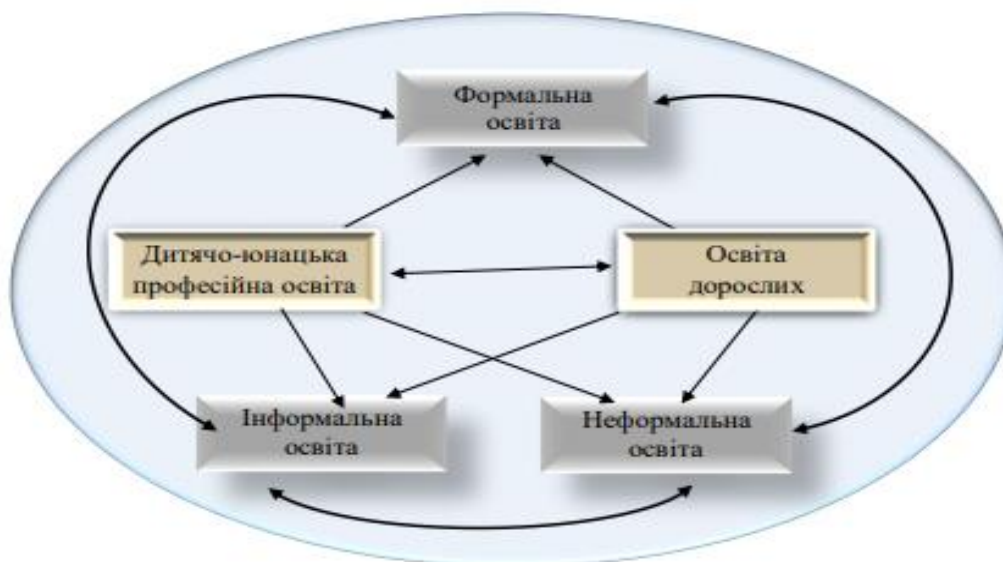 Формальна
освіта
Дитячо-юнацька
професійна освіта
Освіта
дорослих
Інформальна
освіта
Неформальна
освіта